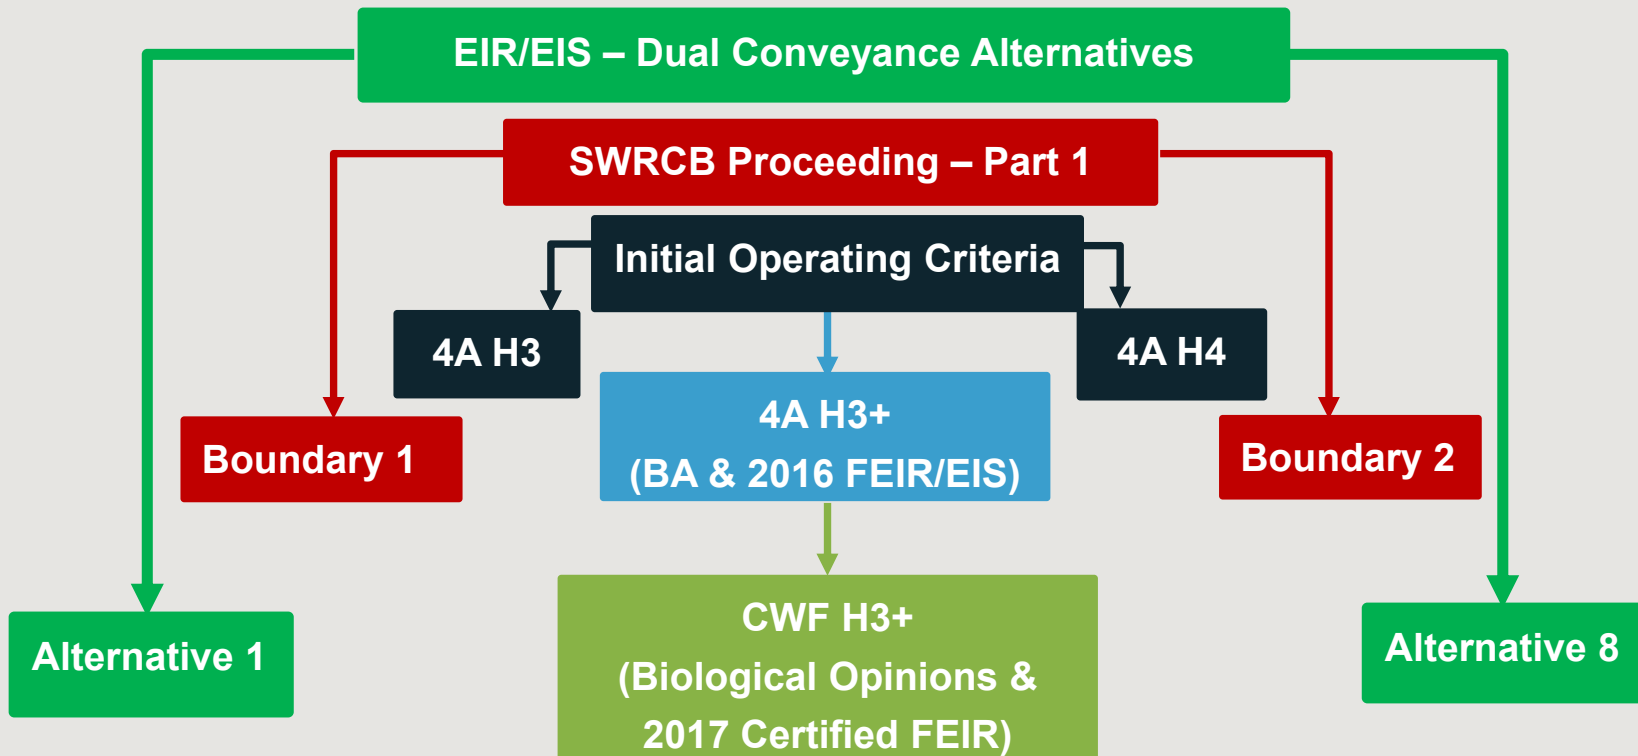 EIR/EIS – Dual Conveyance Alternatives
SWRCB Proceeding – Part 1
Initial Operating Criteria
4A H3
4A H4
4A H3+
(BA & 2016 FEIR/EIS)
Boundary 1
Boundary 2
CWF H3+
(Biological Opinions &
2017 Certified FEIR)
Alternative 1
Alternative 8